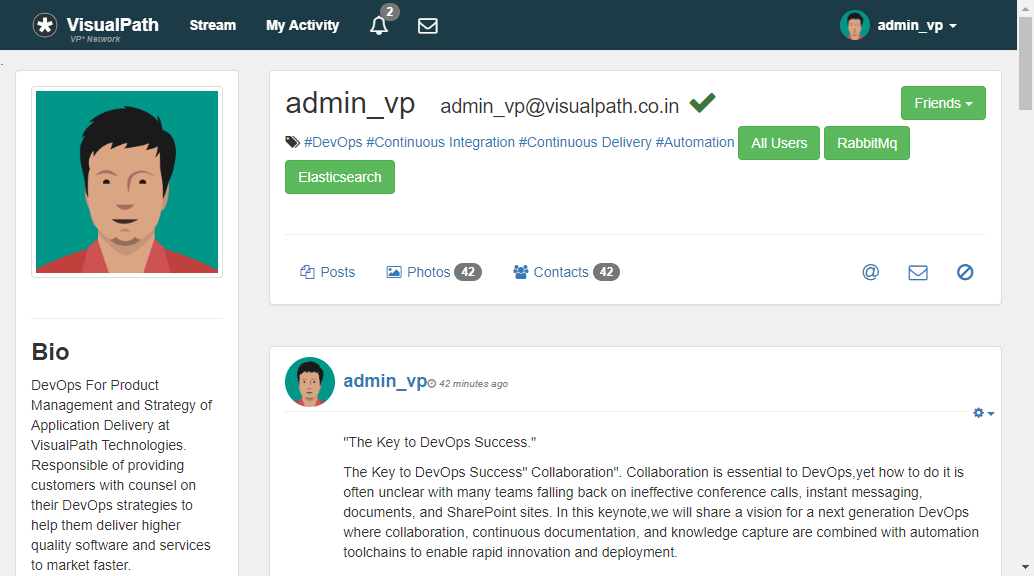 VisualPath
VP* Network
Stream
My Activity
2
admin_vp
admin_vp
admin_vp@visualpath.co.in
Friends
#DevOps #Continuous Integration #Continuous Delivery #Automation
All Users
RabbitMq
Elasticsearch
Posts
Photos 42
Contacts 42
@
Bio
DevOps For Product
Management and Strategy of
Application Delivery at
VisualPath Technologies.
Responsible of providing
customers with counsel on
their DevOps strategies to
help them deliver higher
quality software and services
to market faster.
admin_vp
42 minutes ago
"The Key to DevOps Success."
The Key to DevOps Success" Collaboration". Collaboration is essential to DevOps,yet how to do it is
often unclear with many teams falling back on ineffective conference calls, instant messaging,
documents, and SharePoint sites. In this keynote,we will share a vision for a next generation DevOps
where collaboration, continuous documentation, and knowledge capture are combined with automation
toolchains to enable rapid innovation and deployment.